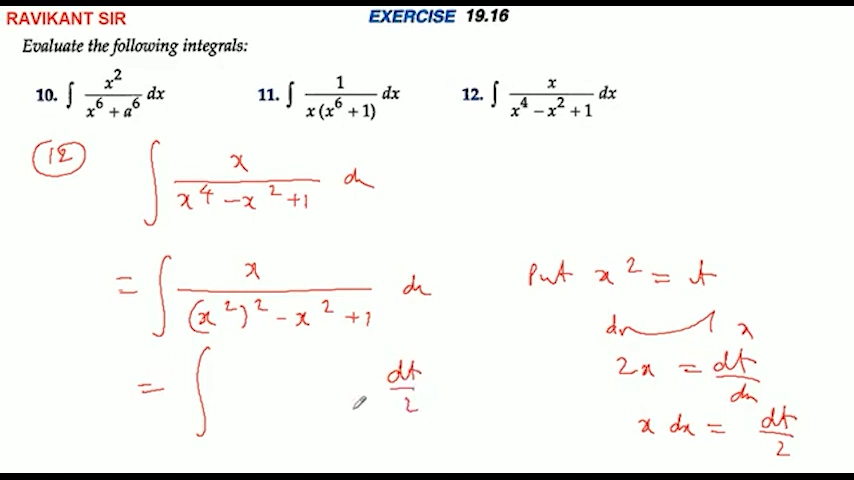 RAVIKANT SIR
EXERCISE 19.16
Evaluate the following integrals:
10. ∫ x² / (x⁶ + a⁶) dx 11. ∫ 1 / (x (x⁶ + 1)) dx 12. ∫ x / (x⁴ − x² + 1) dx
12 ∫ x / (x⁴ − x² + 1) dx
= ∫ x / ((x²)² − x² + 1) dx
= ∫ dt/2
Put x² = t
dx x
2x = dt/dx
x dx = dt/2